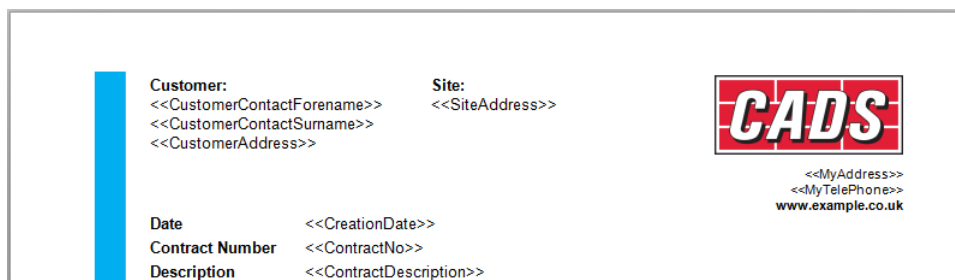 Customer:
<<CustomerContactForename>>
<<CustomerContactSurname>>
<<CustomerAddress>>
Site:
<<SiteAddress>>
CADS
<<MyAddress>>
<<MyTelePhone>>
www.example.co.uk
Date <<CreationDate>>
Contract Number <<ContractNo>>
Description <<ContractDescription>>